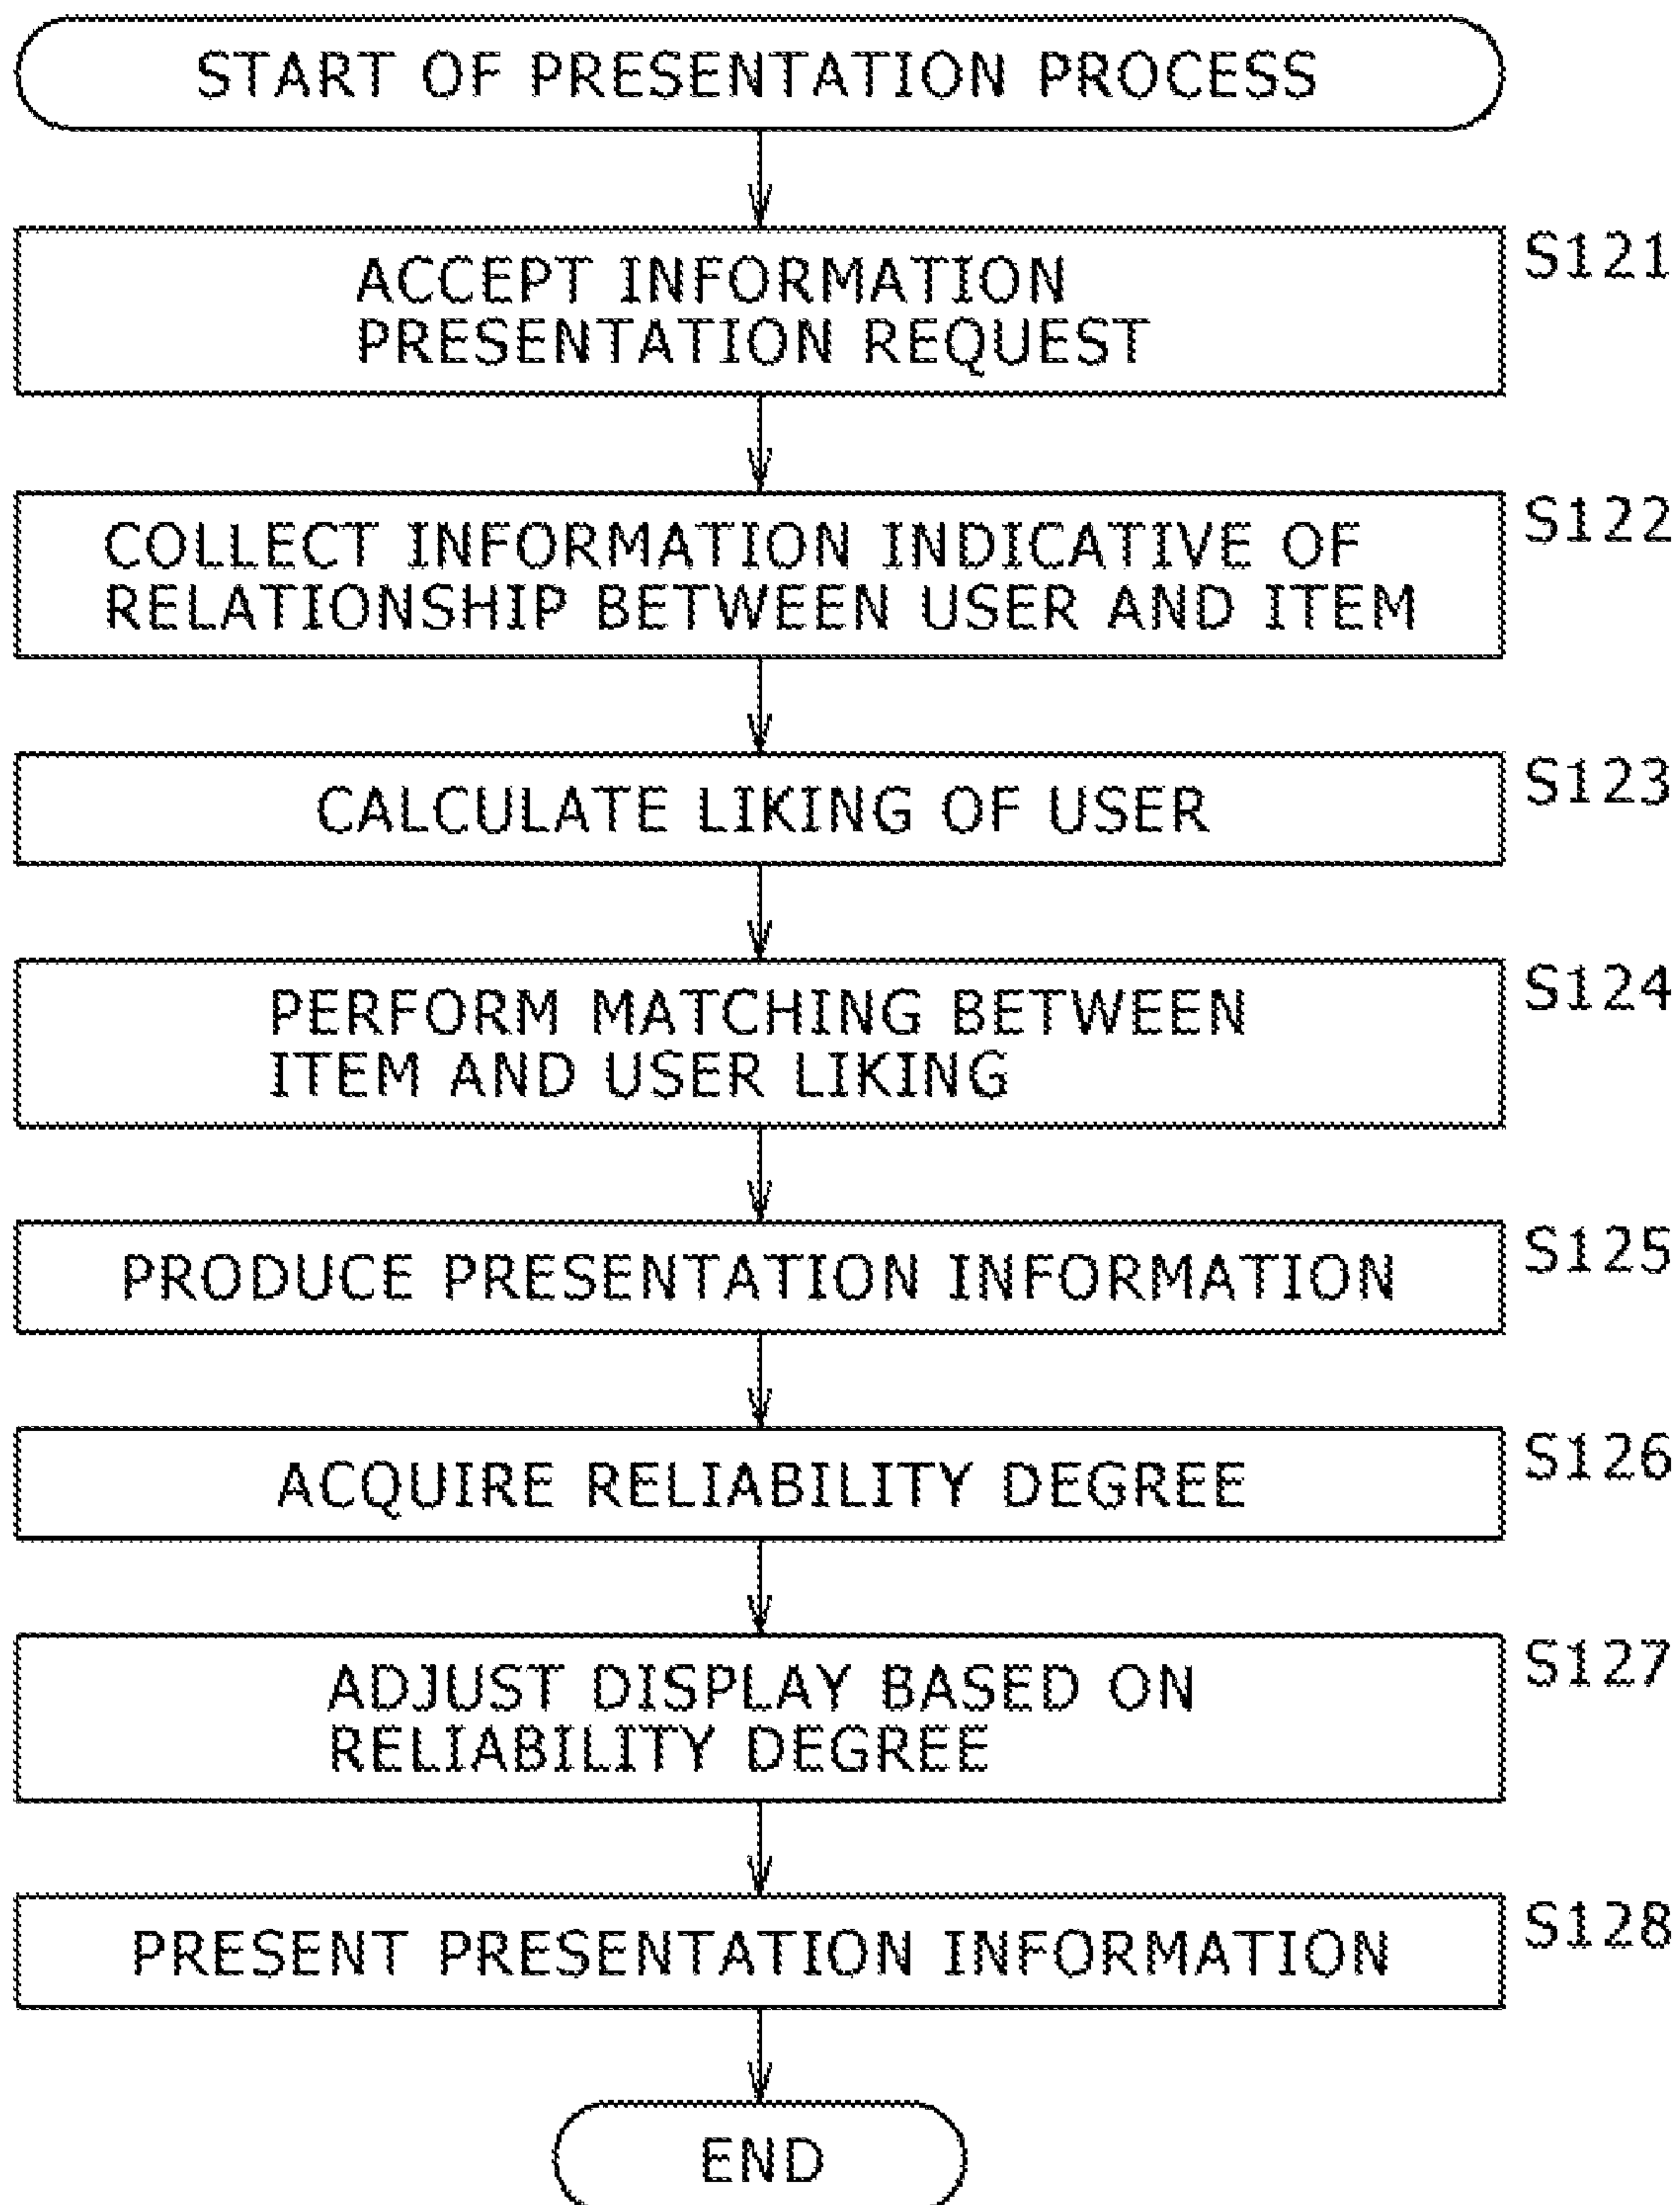 START OF PRESENTATION PROCESS
S121
ACCEPT INFORMATION
PRESENTATION REQUEST
S122
COLLECT INFORMATION INDICATIVE OF
RELATIONSHIP BETWEEN USER AND ITEM
S123
CALCULATE LIKING OF USER
S124
PERFORM MATCHING BETWEEN
ITEM AND USER LIKING
S125
PRODUCE PRESENTATION INFORMATION
S126
ACQUIRE RELIABILITY DEGREE
S127
ADJUST DISPLAY BASED ON
RELIABILITY DEGREE
S128
PRESENT PRESENTATION INFORMATION
END